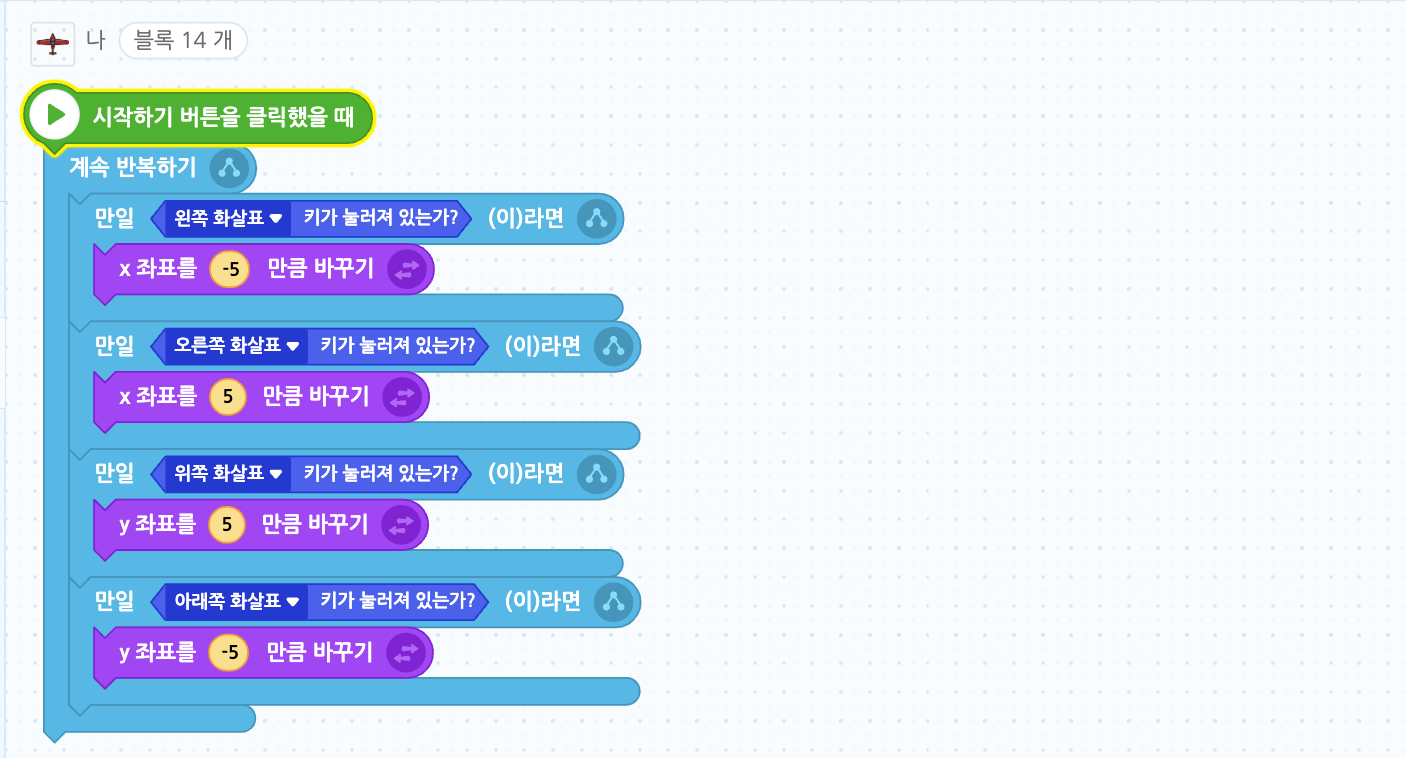 나 블록 14 개
시작하기 버튼을 클릭했을 때
계속 반복하기
만일 왼쪽 화살표 키가 눌러져 있는가? (이)라면
x 좌표를 -5 만큼 바꾸기
만일 오른쪽 화살표 키가 눌러져 있는가? (이)라면
x 좌표를 5 만큼 바꾸기
만일 위쪽 화살표 키가 눌러져 있는가? (이)라면
y 좌표를 5 만큼 바꾸기
만일 아래쪽 화살표 키가 눌러져 있는가? (이)라면
y 좌표를 -5 만큼 바꾸기